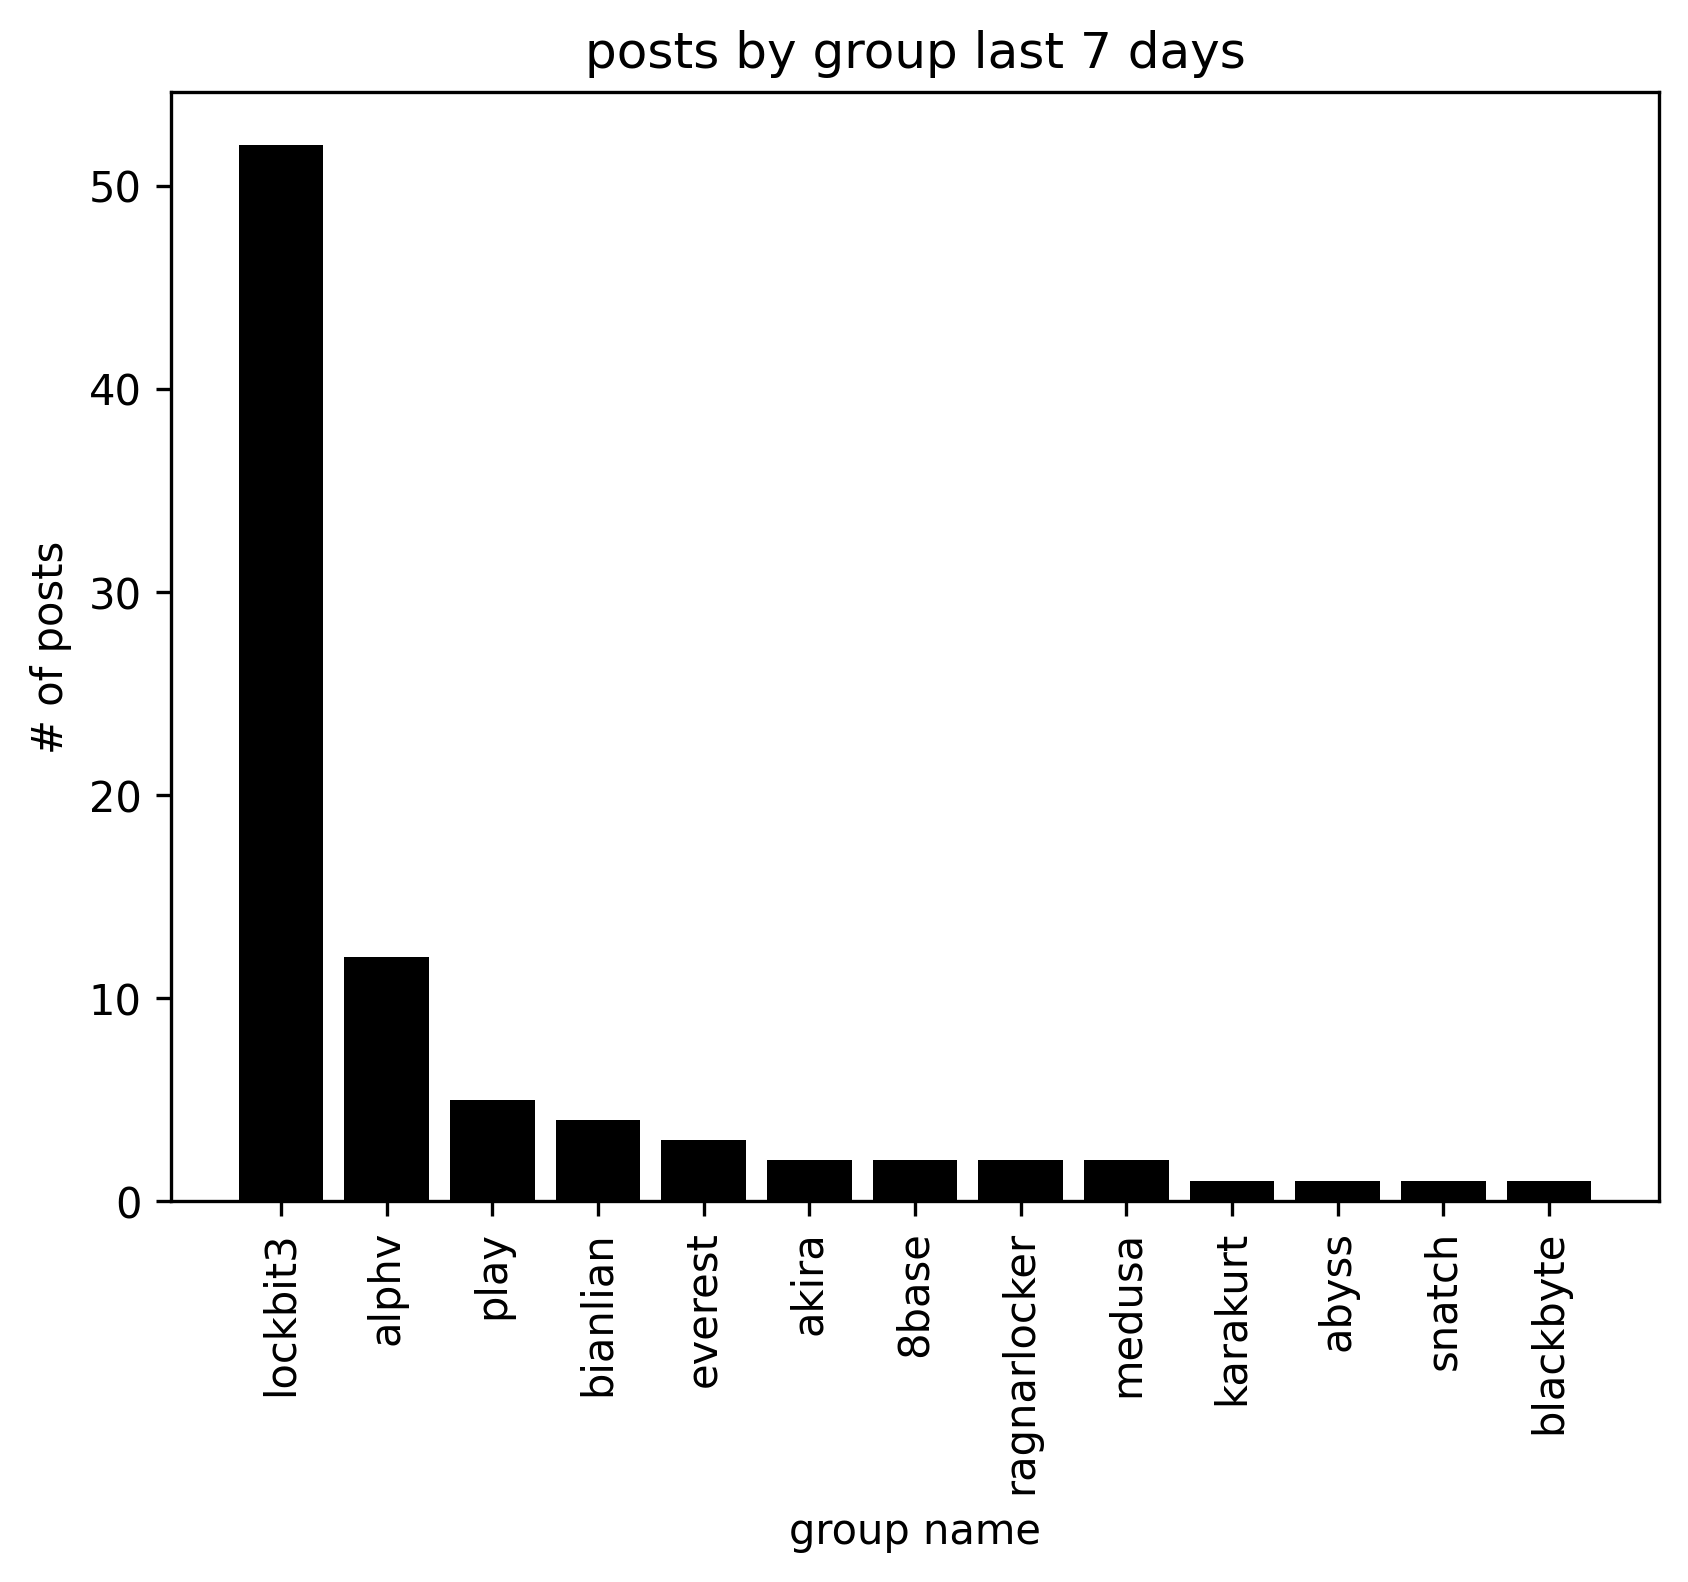 posts by group last 7 days
# of posts
50
40
30
20
10
0
lockbit3
alphv
play
bianlian
everest
akira
8base
ragnarlocker
medusa
karakurt
abyss
snatch
blackbyte
group name